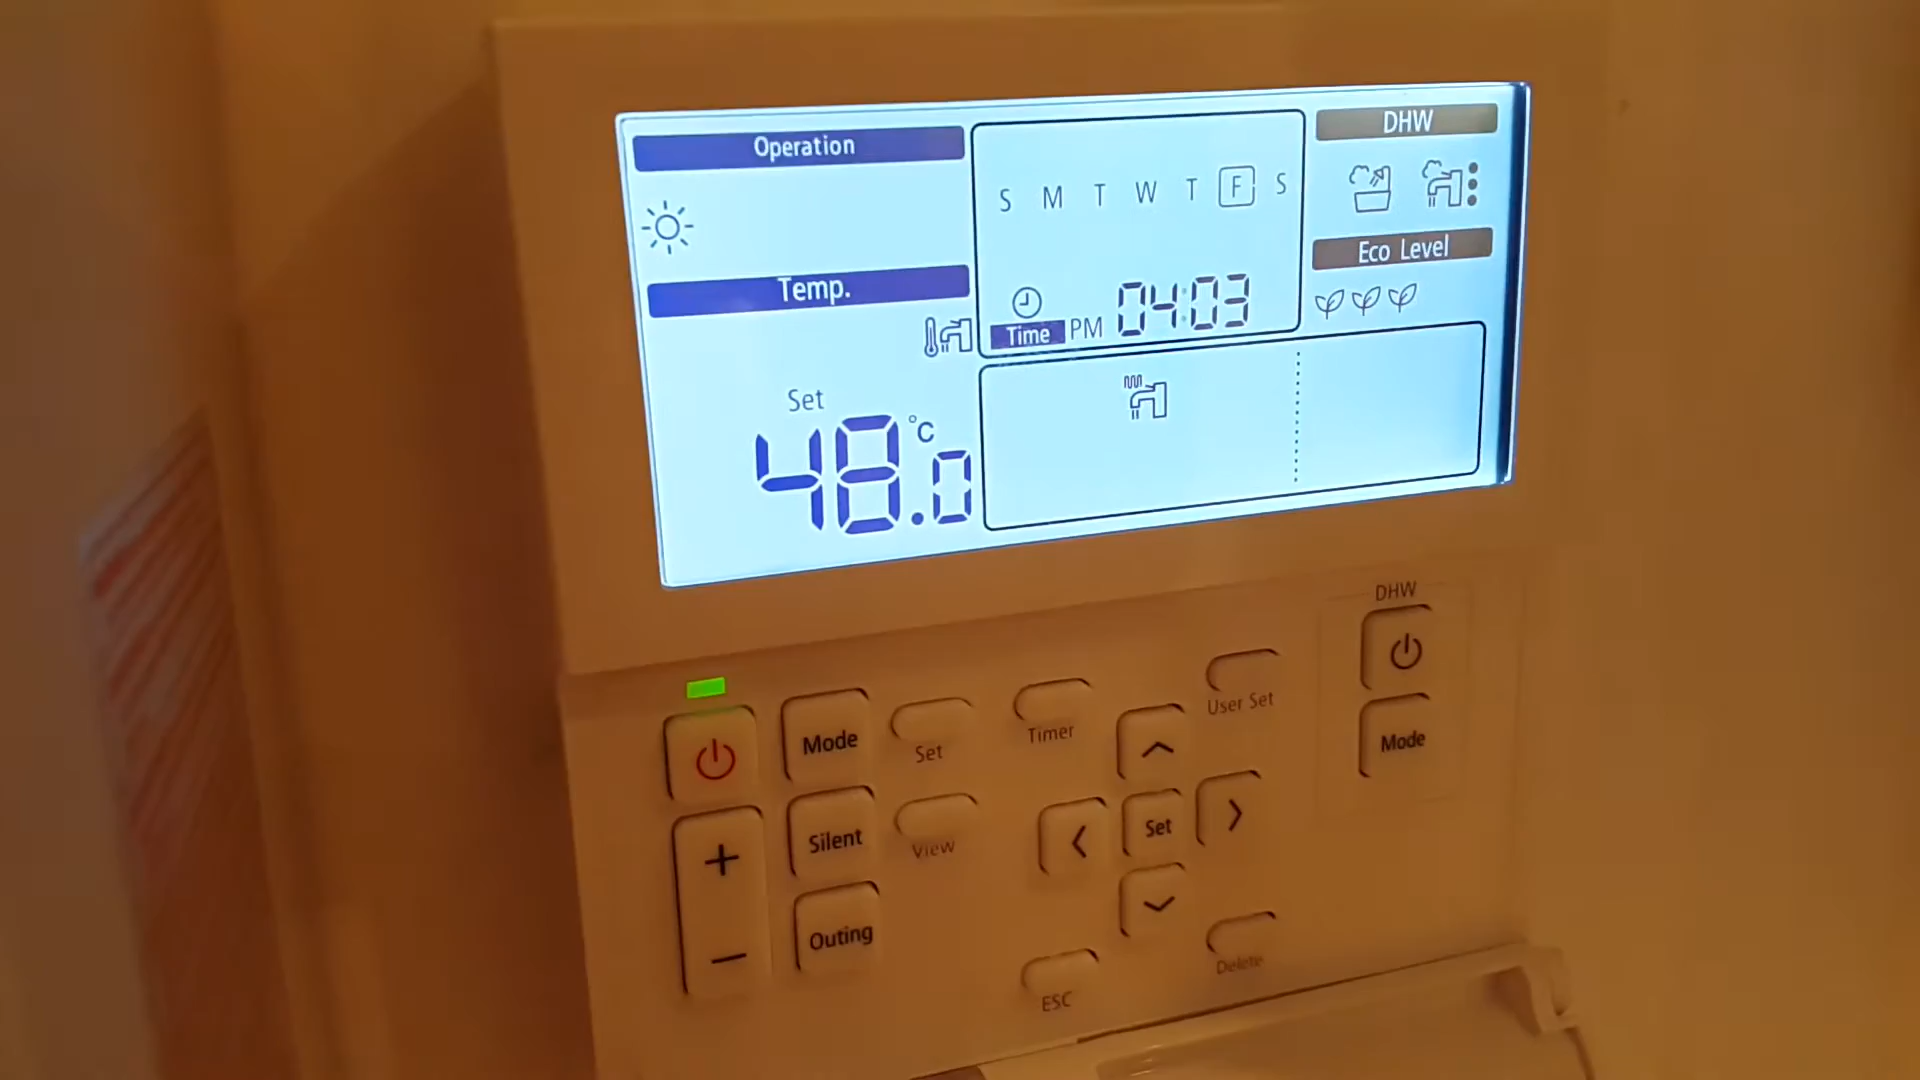 Operation
S M T W T F S
DHW
Eco Level
Temp.
Time PM 04:03
Set
48.0 °C
DHW
Mode
Set
Timer
User Set
Mode
+
Silent
View
Set
-
Outing
ESC
Delete